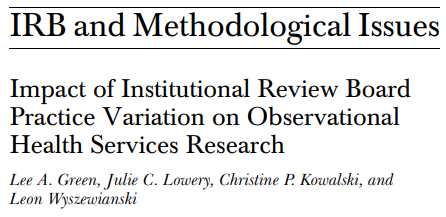 IRB and Methodological Issues
Impact of Institutional Review Board
Practice Variation on Observational
Health Services Research
Lee A. Green, Julie C. Lowery, Christine P. Kowalski, and
Leon Wyszewianski